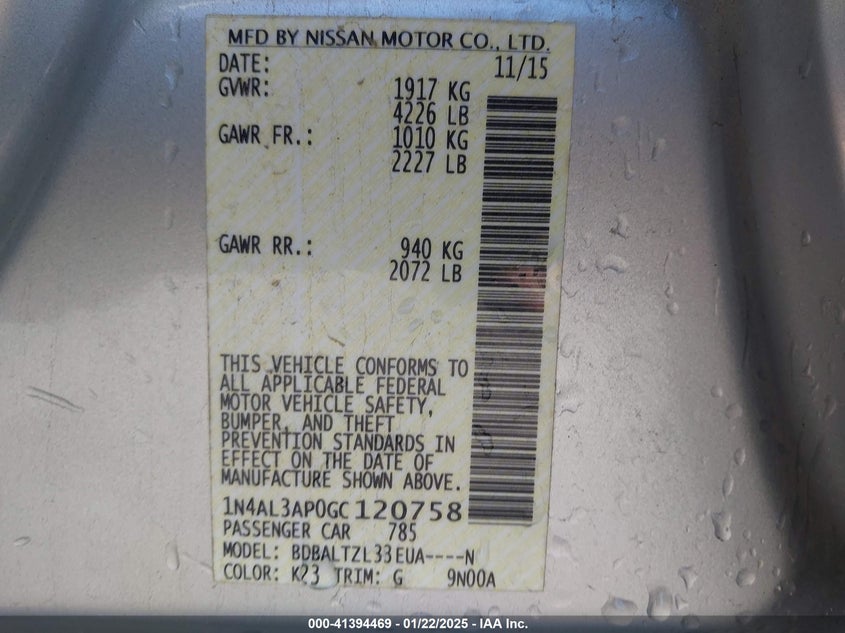 MFD BY NISSAN MOTOR CO., LTD.
DATE: 11/15
GVWR: 1917 KG
4226 LB
GAWR FR.: 1010 KG
2227 LB
GAWR RR.: 940 KG
2072 LB
THIS VEHICLE CONFORMS TO
ALL APPLICABLE FEDERAL
MOTOR VEHICLE SAFETY,
BUMPER, AND THEFT
PREVENTION STANDARDS IN
EFFECT ON THE DATE OF
MANUFACTURE SHOWN ABOVE.
1N4AL3AP0GC120758
PASSENGER CAR 785
MODEL: BDBALTZL33EUA----N
COLOR: K23 TRIM: G 9N00A
000-41394469 - 01/22/2025 - IAA Inc.